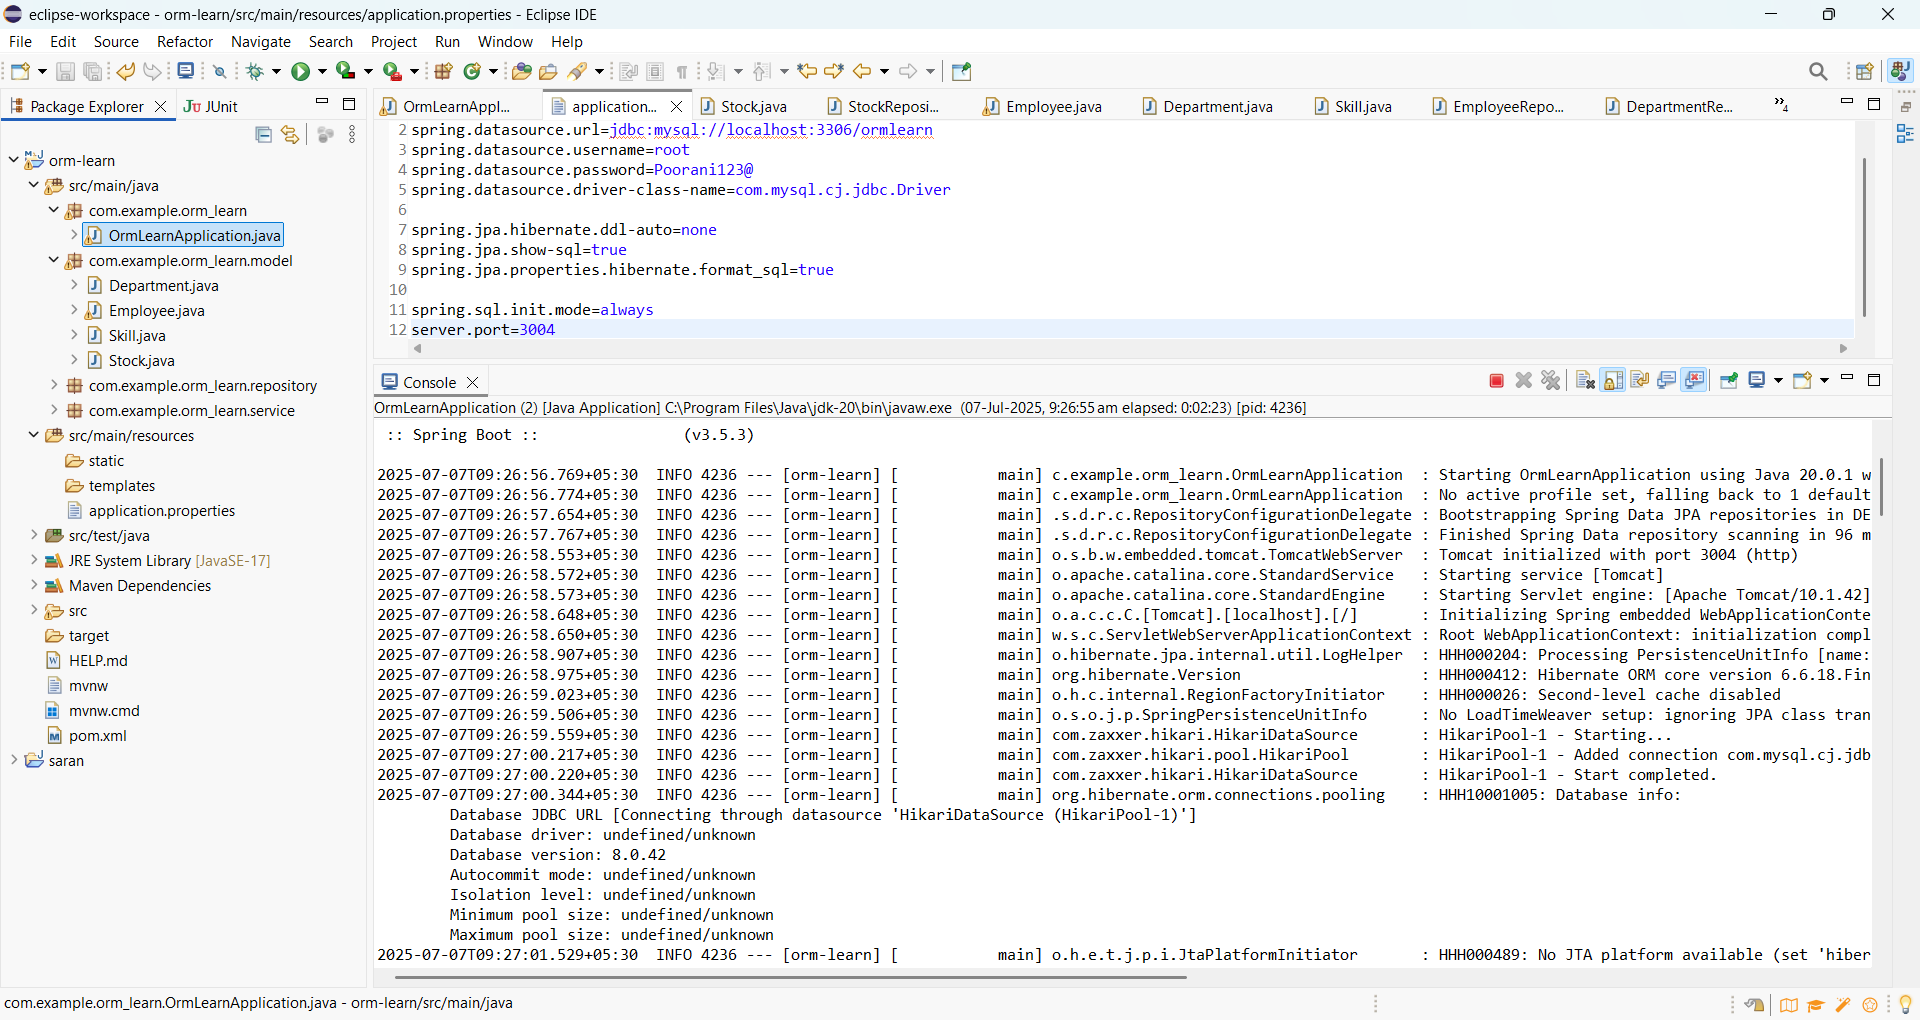 eclipse-workspace - orm-learn/src/main/resources/application.properties - Eclipse IDE
File Edit Source Refactor Navigate Search Project Run Window Help
Package Explorer JUnit
orm-learn
src/main/java
com.example.orm_learn
OrmLearnApplication.java
com.example.orm_learn.model
Department.java
Employee.java
Skill.java
Stock.java
com.example.orm_learn.repository
com.example.orm_learn.service
src/main/resources
static
templates
application.properties
src/test/java
JRE System Library [JavaSE-17]
Maven Dependencies
src
target
HELP.md
mvnw
mvnw.cmd
pom.xml
saran
OrmLearnAppl... application... Stock.java StockReposi... Employee.java Department.java Skill.java EmployeeRepo... DepartmentRe... »4
2 spring.datasource.url=jdbc:mysql://localhost:3306/ormlearn
3 spring.datasource.username=root
4 spring.datasource.password=Poorani123@
5 spring.datasource.driver-class-name=com.mysql.cj.jdbc.Driver
6
7 spring.jpa.hibernate.ddl-auto=none
8 spring.jpa.show-sql=true
9 spring.jpa.properties.hibernate.format_sql=true
10
11 spring.sql.init.mode=always
12 server.port=3004
Console
OrmLearnApplication (2) [Java Application] C:\Program Files\Java\jdk-20\bin\javaw.exe (07-Jul-2025, 9:26:55 am elapsed: 0:02:23) [pid: 4236]
:: Spring Boot :: (v3.5.3)
2025-07-07T09:26:56.769+05:30 INFO 4236 --- [orm-learn] [ main] c.example.orm_learn.OrmLearnApplication : Starting OrmLearnApplication using Java 20.0.1 w
2025-07-07T09:26:56.774+05:30 INFO 4236 --- [orm-learn] [ main] c.example.orm_learn.OrmLearnApplication : No active profile set, falling back to 1 default
2025-07-07T09:26:57.654+05:30 INFO 4236 --- [orm-learn] [ main] .s.d.r.c.RepositoryConfigurationDelegate : Bootstrapping Spring Data JPA repositories in DE
2025-07-07T09:26:57.767+05:30 INFO 4236 --- [orm-learn] [ main] .s.d.r.c.RepositoryConfigurationDelegate : Finished Spring Data repository scanning in 96 m
2025-07-07T09:26:58.553+05:30 INFO 4236 --- [orm-learn] [ main] o.s.b.w.embedded.tomcat.TomcatWebServer : Tomcat initialized with port 3004 (http)
2025-07-07T09:26:58.572+05:30 INFO 4236 --- [orm-learn] [ main] o.apache.catalina.core.StandardService : Starting service [Tomcat]
2025-07-07T09:26:58.573+05:30 INFO 4236 --- [orm-learn] [ main] o.apache.catalina.core.StandardEngine : Starting Servlet engine: [Apache Tomcat/10.1.42]
2025-07-07T09:26:58.648+05:30 INFO 4236 --- [orm-learn] [ main] o.a.c.c.C.[Tomcat].[localhost].[/] : Initializing Spring embedded WebApplicationConte
2025-07-07T09:26:58.650+05:30 INFO 4236 --- [orm-learn] [ main] w.s.c.ServletWebServerApplicationContext : Root WebApplicationContext: initialization compl
2025-07-07T09:26:58.907+05:30 INFO 4236 --- [orm-learn] [ main] o.hibernate.jpa.internal.util.LogHelper : HHH000204: Processing PersistenceUnitInfo [name:
2025-07-07T09:26:58.975+05:30 INFO 4236 --- [orm-learn] [ main] org.hibernate.Version : HHH000412: Hibernate ORM core version 6.6.18.Fin
2025-07-07T09:26:59.023+05:30 INFO 4236 --- [orm-learn] [ main] o.h.c.internal.RegionFactoryInitiator : HHH000026: Second-level cache disabled
2025-07-07T09:26:59.506+05:30 INFO 4236 --- [orm-learn] [ main] o.s.o.j.p.SpringPersistenceUnitInfo : No LoadTimeWeaver setup: ignoring JPA class tran
2025-07-07T09:26:59.559+05:30 INFO 4236 --- [orm-learn] [ main] com.zaxxer.hikari.HikariDataSource : HikariPool-1 - Starting...
2025-07-07T09:27:00.217+05:30 INFO 4236 --- [orm-learn] [ main] com.zaxxer.hikari.pool.HikariPool : HikariPool-1 - Added connection com.mysql.cj.jdb
2025-07-07T09:27:00.220+05:30 INFO 4236 --- [orm-learn] [ main] com.zaxxer.hikari.HikariDataSource : HikariPool-1 - Start completed.
2025-07-07T09:27:00.344+05:30 INFO 4236 --- [orm-learn] [ main] org.hibernate.orm.connections.pooling : HHH10001005: Database info:
Database JDBC URL [Connecting through datasource 'HikariDataSource (HikariPool-1)']
Database driver: undefined/unknown
Database version: 8.0.42
Autocommit mode: undefined/unknown
Isolation level: undefined/unknown
Minimum pool size: undefined/unknown
Maximum pool size: undefined/unknown
2025-07-07T09:27:01.529+05:30 INFO 4236 --- [orm-learn] [ main] o.h.e.t.j.p.i.JtaPlatformInitiator : HHH000489: No JTA platform available (set 'hiber
com.example.orm_learn.OrmLearnApplication.java - orm-learn/src/main/java